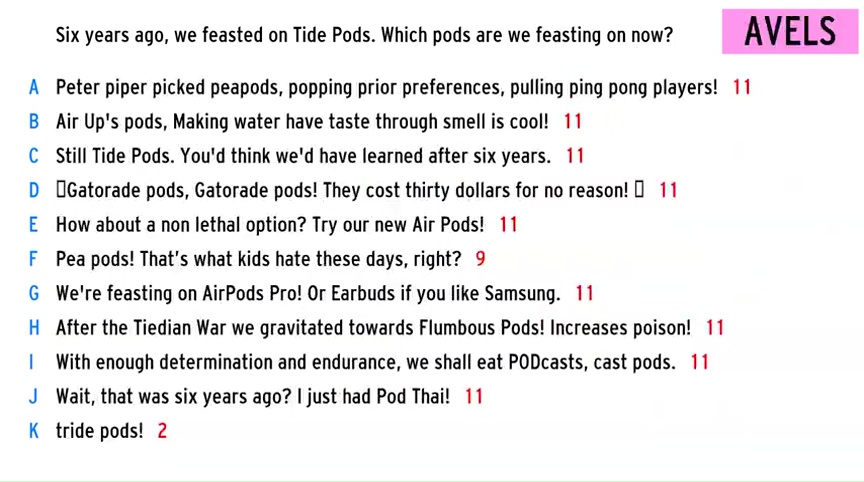 Six years ago, we feasted on Tide Pods. Which pods are we feasting on now?
AVELS
A Peter piper picked peapods, popping prior preferences, pulling ping pong players! 11
B Air Up's pods, Making water have taste through smell is cool! 11
C Still Tide Pods. You'd think we'd have learned after six years. 11
D ▯Gatorade pods, Gatorade pods! They cost thirty dollars for no reason! ▯ 11
E How about a non lethal option? Try our new Air Pods! 11
F Pea pods! That's what kids hate these days, right? 9
G We're feasting on AirPods Pro! Or Earbuds if you like Samsung. 11
H After the Tiedian War we gravitated towards Flumbous Pods! Increases poison! 11
I With enough determination and endurance, we shall eat PODcasts, cast pods. 11
J Wait, that was six years ago? I just had Pod Thai! 11
K tride pods! 2